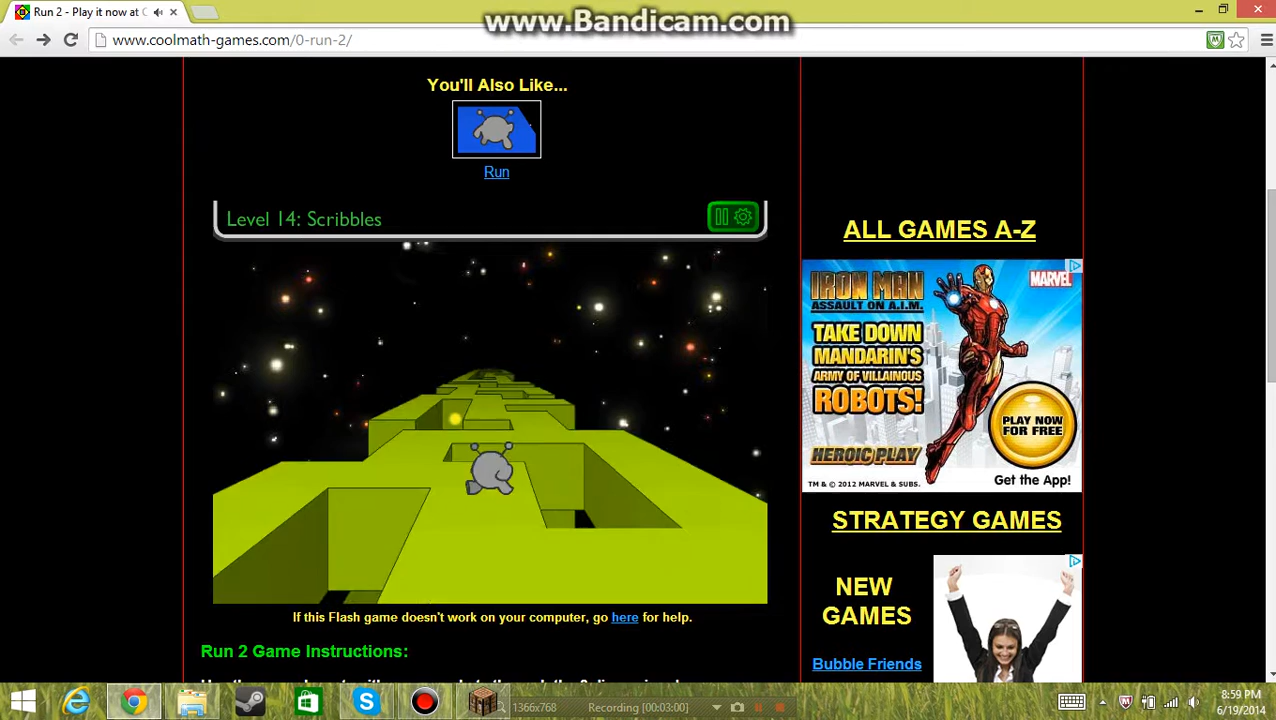 Run 2 - Play it now at C
www.Bandicam.com
www.coolmath-games.com/0-run-2/
You'll Also Like...
Run
Level 14: Scribbles
If this Flash game doesn't work on your computer, go here for help.
Run 2 Game Instructions:
ALL GAMES A-Z
IRON MAN
ASSAULT ON A.I.M.
MARVEL
TAKE DOWN
MANDARIN'S
ARMY OF VILLAINOUS
ROBOTS!
PLAY NOW
FOR FREE
HEROIC PLAY
TM & © 2012 MARVEL & SUBS.
Get the App!
STRATEGY GAMES
NEW
GAMES
Bubble Friends
1366x768
Recording [00:03:00]
8:59 PM
6/19/2014